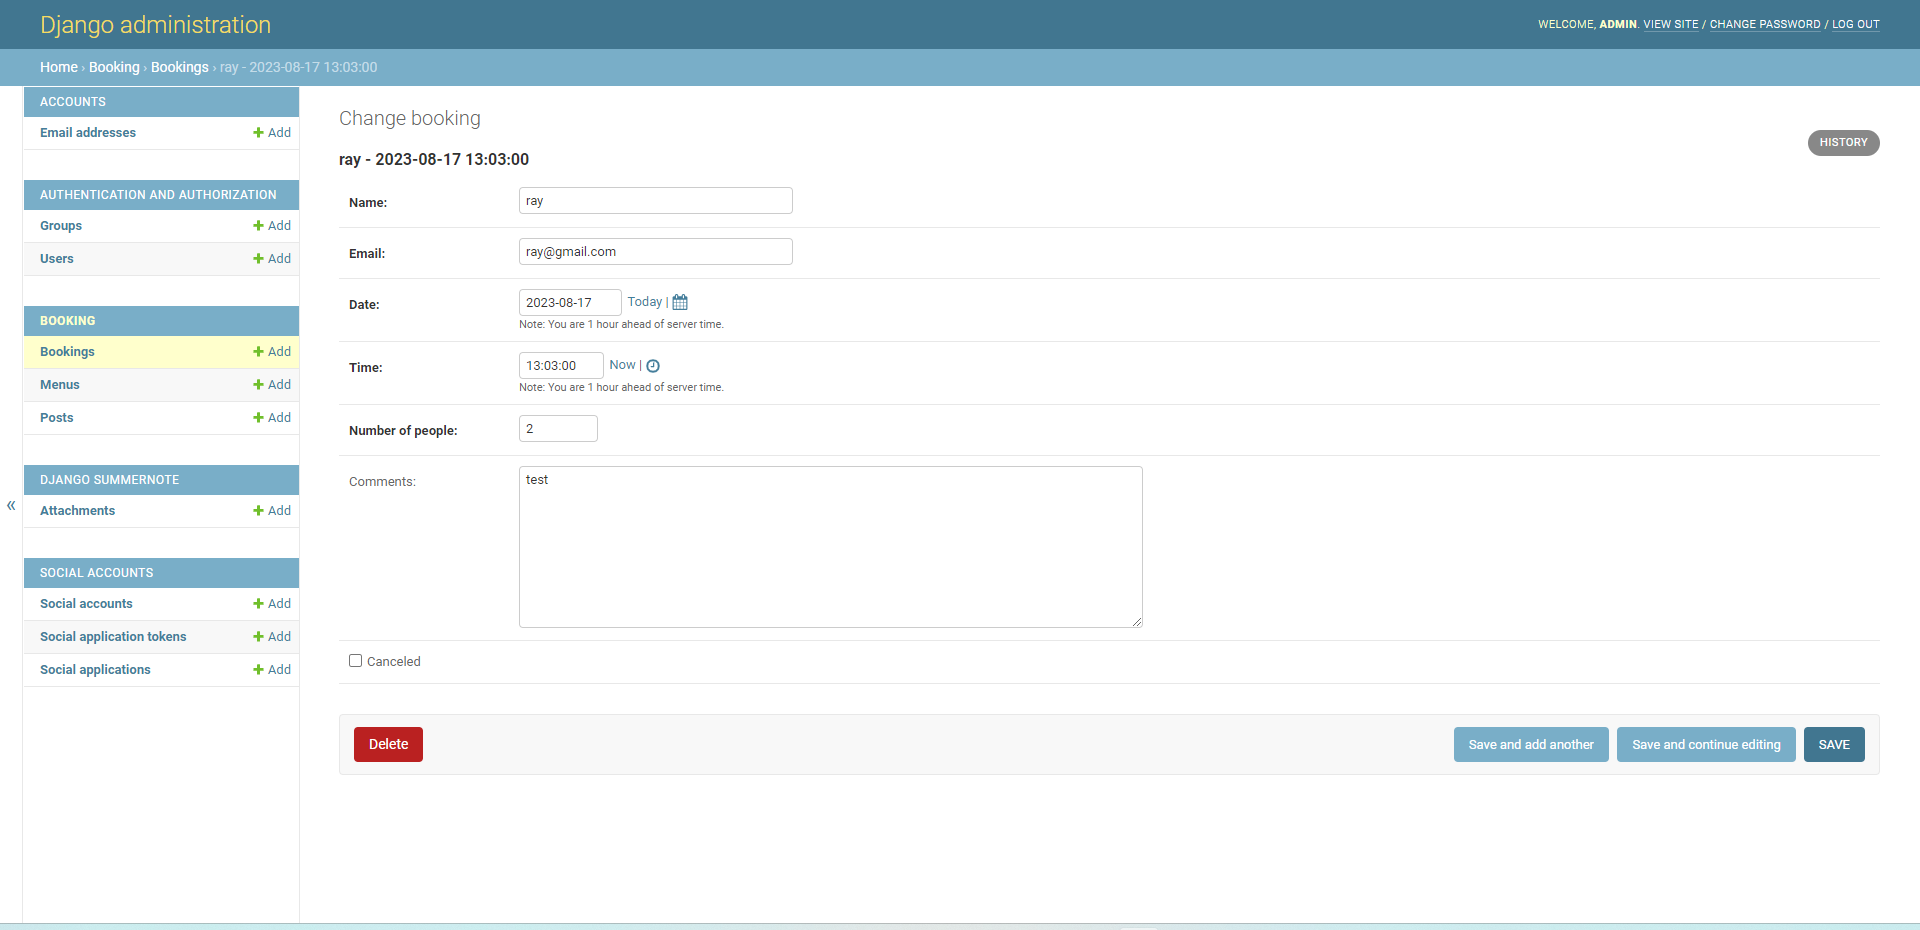 Django administration
WELCOME, ADMIN. VIEW SITE / CHANGE PASSWORD / LOG OUT
Home › Booking › Bookings › ray - 2023-08-17 13:03:00
ACCOUNTS
Email addresses Add
AUTHENTICATION AND AUTHORIZATION
Groups Add
Users Add
BOOKING
Bookings Add
Menus Add
Posts Add
DJANGO SUMMERNOTE
Attachments Add
SOCIAL ACCOUNTS
Social accounts Add
Social application tokens Add
Social applications Add
«
Change booking
HISTORY
ray - 2023-08-17 13:03:00
Name: ray
Email: ray@gmail.com
Date: 2023-08-17 Today |
Note: You are 1 hour ahead of server time.
Time: 13:03:00 Now |
Note: You are 1 hour ahead of server time.
Number of people: 2
Comments: test
Canceled
Delete Save and add another Save and continue editing SAVE